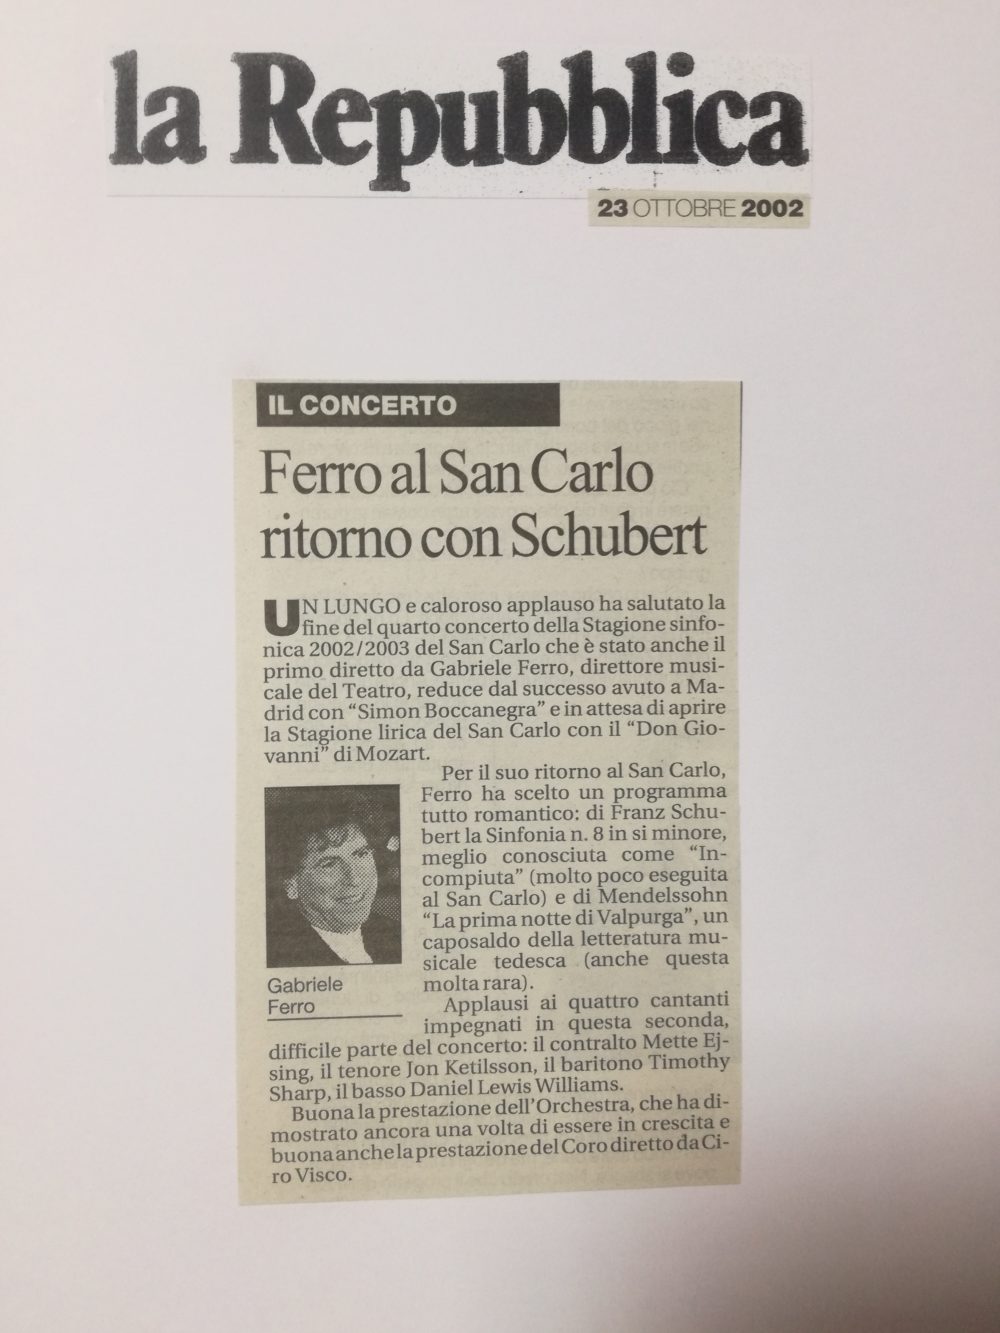 la Repubblica
23 OTTOBRE 2002
IL CONCERTO
Ferro al San Carlo
ritorno con Schubert
UN LUNGO e caloroso applauso ha salutato la
fine del quarto concerto della Stagione sinfo-
nica 2002/2003 del San Carlo che è stato anche il
primo diretto da Gabriele Ferro, direttore musi-
cale del Teatro, reduce dal successo avuto a Ma-
drid con “Simon Boccanegra” e in attesa di aprire
la Stagione lirica del San Carlo con il “Don Gio-
vanni” di Mozart.
Per il suo ritorno al San Carlo,
Ferro ha scelto un programma
tutto romantico: di Franz Schu-
bert la Sinfonia n. 8 in si minore,
meglio conosciuta come “In-
compiuta” (molto poco eseguita
al San Carlo) e di Mendelssohn
“La prima notte di Valpurga”, un
caposaldo della letteratura mu-
sicale tedesca (anche questa
molta rara).
Gabriele
Ferro
Applausi ai quattro cantanti
impegnati in questa seconda,
difficile parte del concerto: il contralto Mette Ej-
sing, il tenore Jon Ketilsson, il baritono Timothy
Sharp, il basso Daniel Lewis Williams.
Buona la prestazione dell’Orchestra, che ha di-
mostrato ancora una volta di essere in crescita e
buona anche la prestazione del Coro diretto da Ci-
ro Visco.